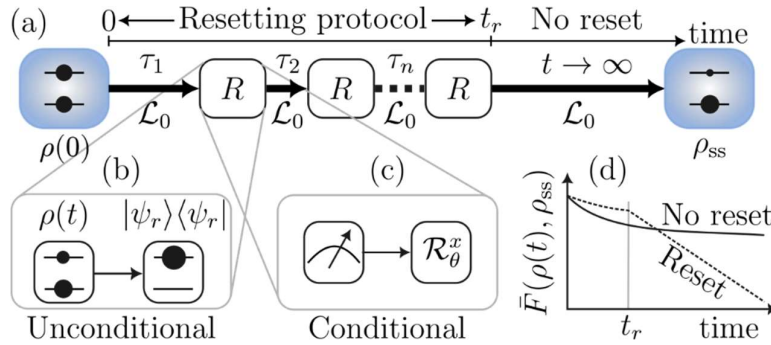 (a) 0 Resetting protocol t_r No reset
time
τ_1 R τ_2 R τ_n R t → ∞
ρ(0) ℒ_0 ℒ_0 ℒ_0 ρ_ss
(b)
ρ(t) |ψ_r⟩⟨ψ_r|
Unconditional
(c)
ℛ^x_θ
Conditional
(d)
F̄(ρ(t), ρ_ss)
No reset
Reset
t_r time